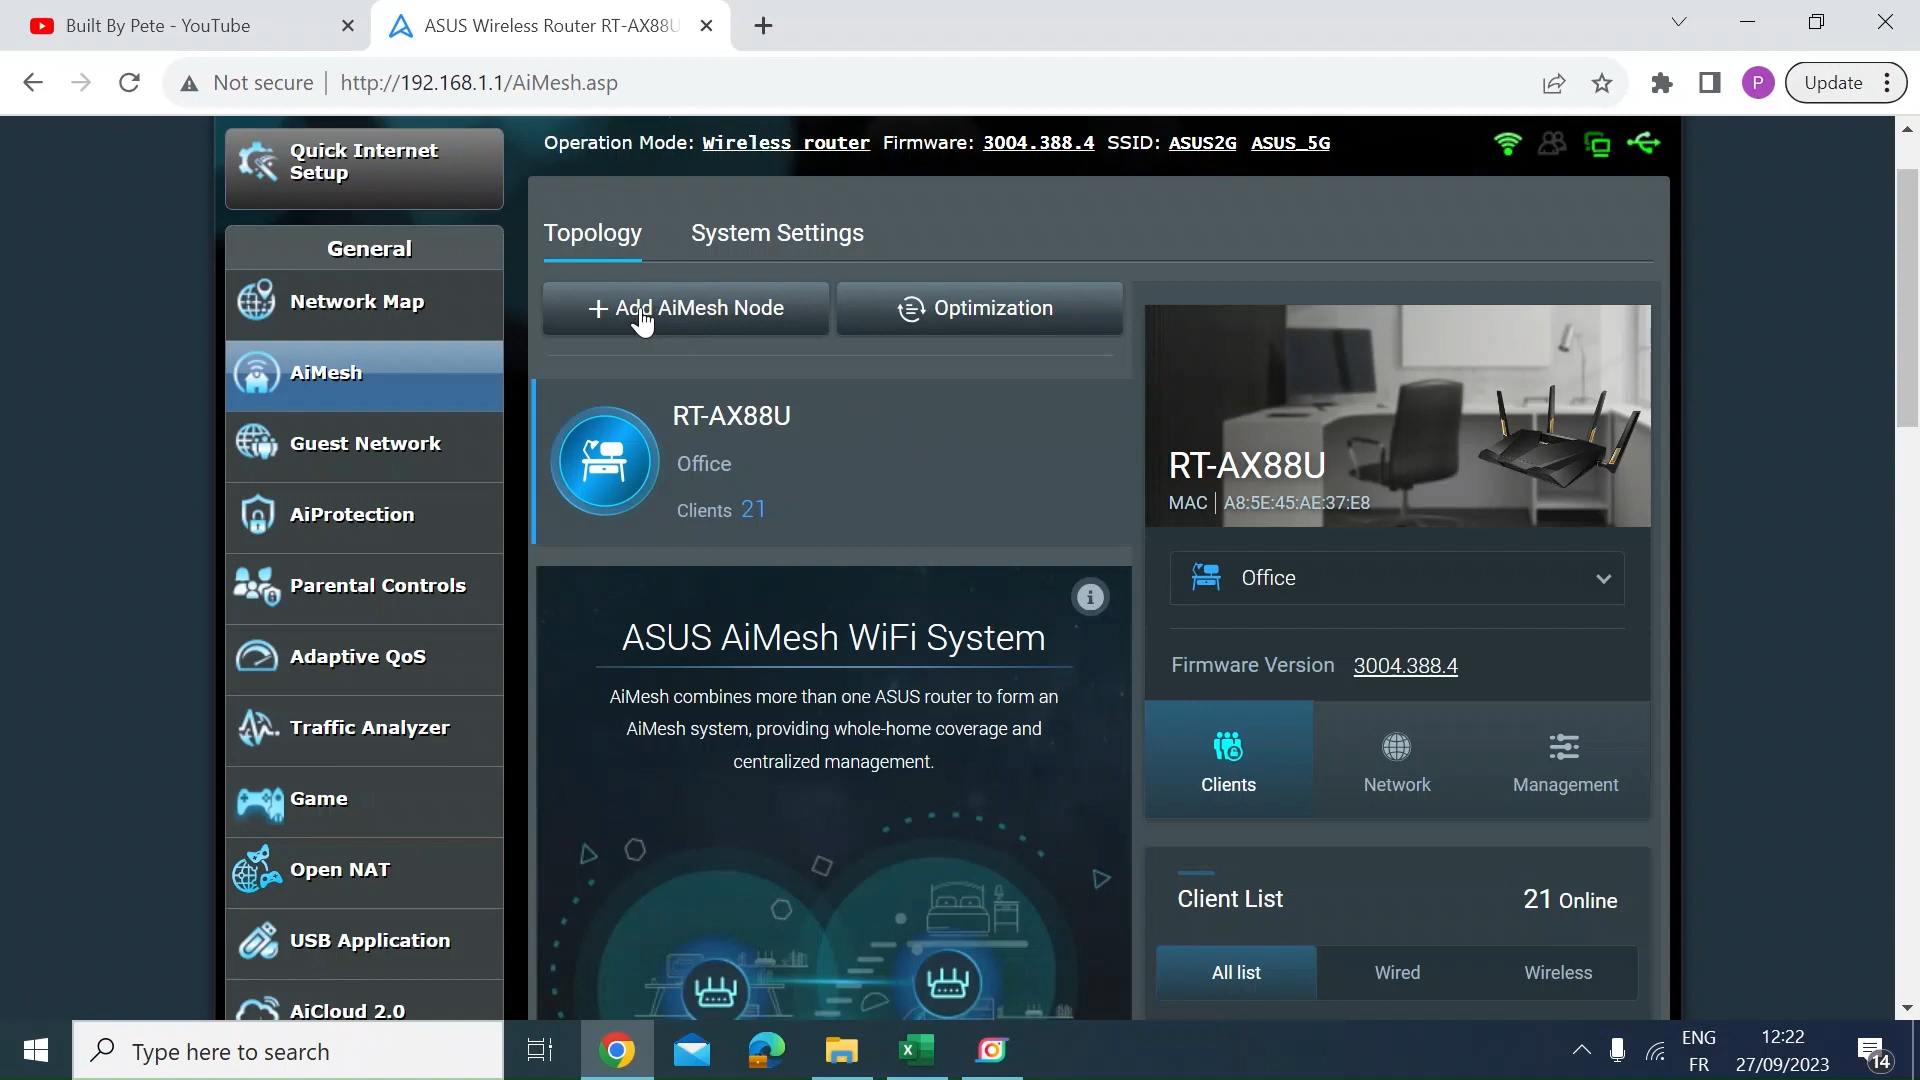 Built By Pete - YouTube
ASUS Wireless Router RT-AX88U
Not secure
http://192.168.1.1/AiMesh.asp
P
Update
Quick Internet
Setup
Operation Mode: Wireless router Firmware: 3004.388.4 SSID: ASUS2G ASUS_5G
General
Network Map
AiMesh
Guest Network
AiProtection
Parental Controls
Adaptive QoS
Traffic Analyzer
Game
Open NAT
USB Application
AiCloud 2.0
Topology
System Settings
+ Add AiMesh Node
Optimization
RT-AX88U
Office
Clients 21
ASUS AiMesh WiFi System
AiMesh combines more than one ASUS router to form an
AiMesh system, providing whole-home coverage and
centralized management.
RT-AX88U
MAC | A8:5E:45:AE:37:E8
Office
Firmware Version 3004.388.4
Clients
Network
Management
Client List
21 Online
All list
Wired
Wireless
Type here to search
ENG
FR
12:22
27/09/2023
14